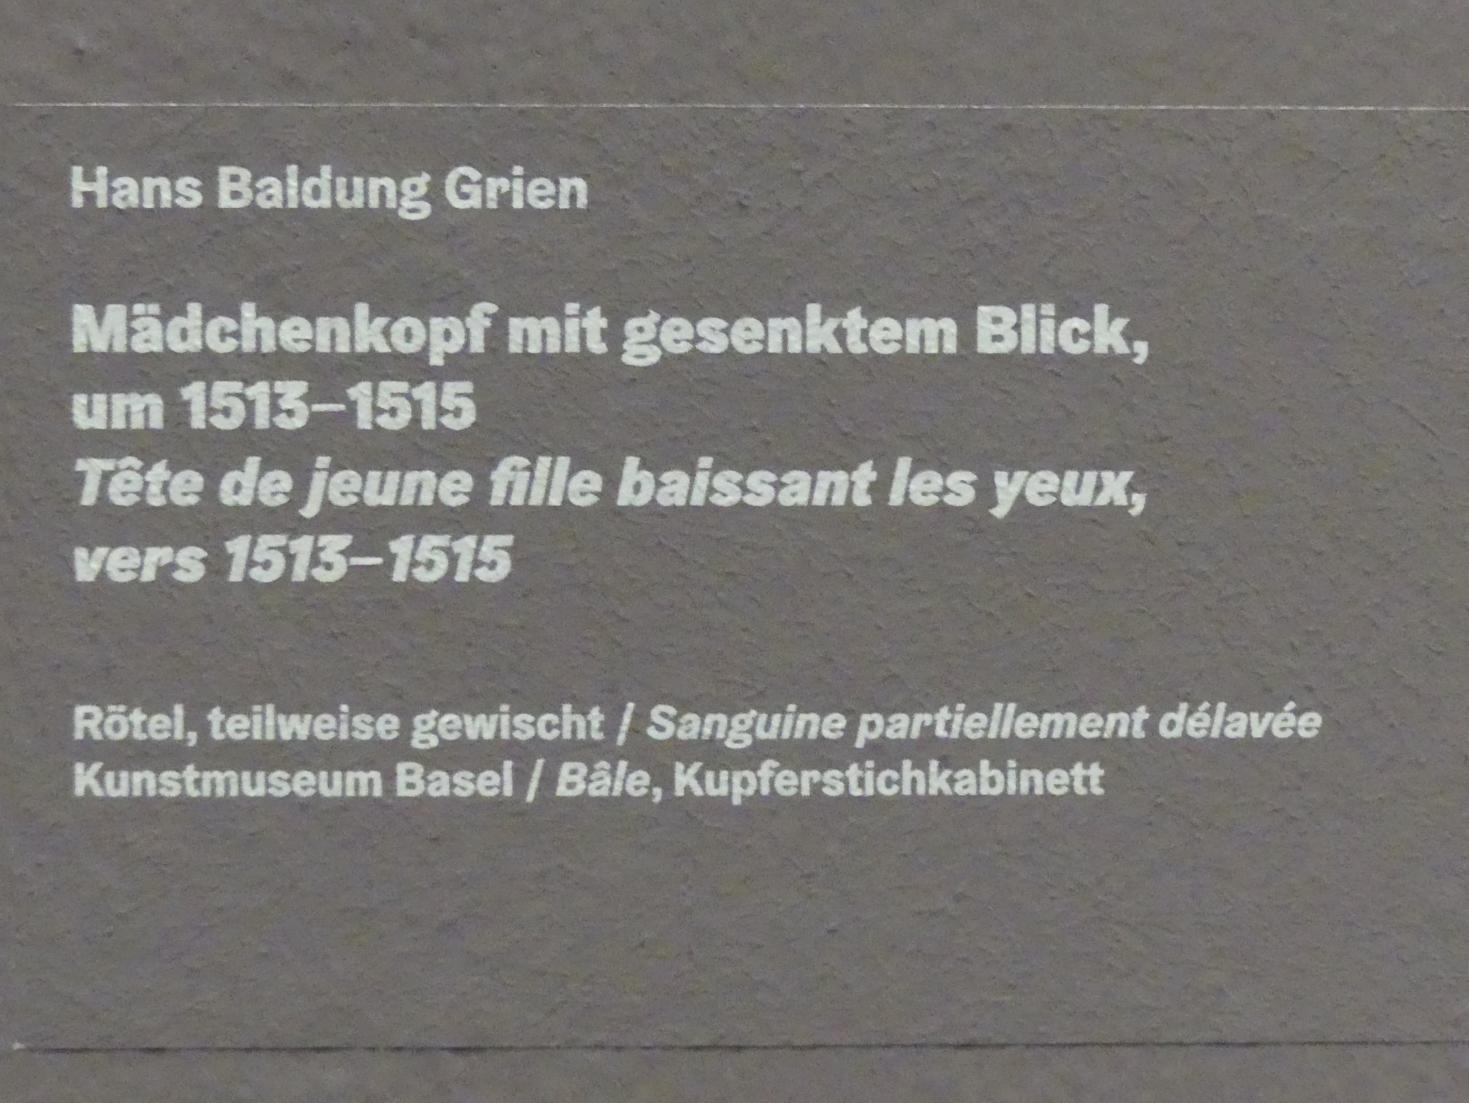 Hans Baldung Grien
Mädchenkopf mit gesenktem Blick,
um 1513–1515
Tête de jeune fille baissant les yeux,
vers 1513–1515
Rötel, teilweise gewischt / Sanguine partiellement délavée
Kunstmuseum Basel / Bâle, Kupferstichkabinett